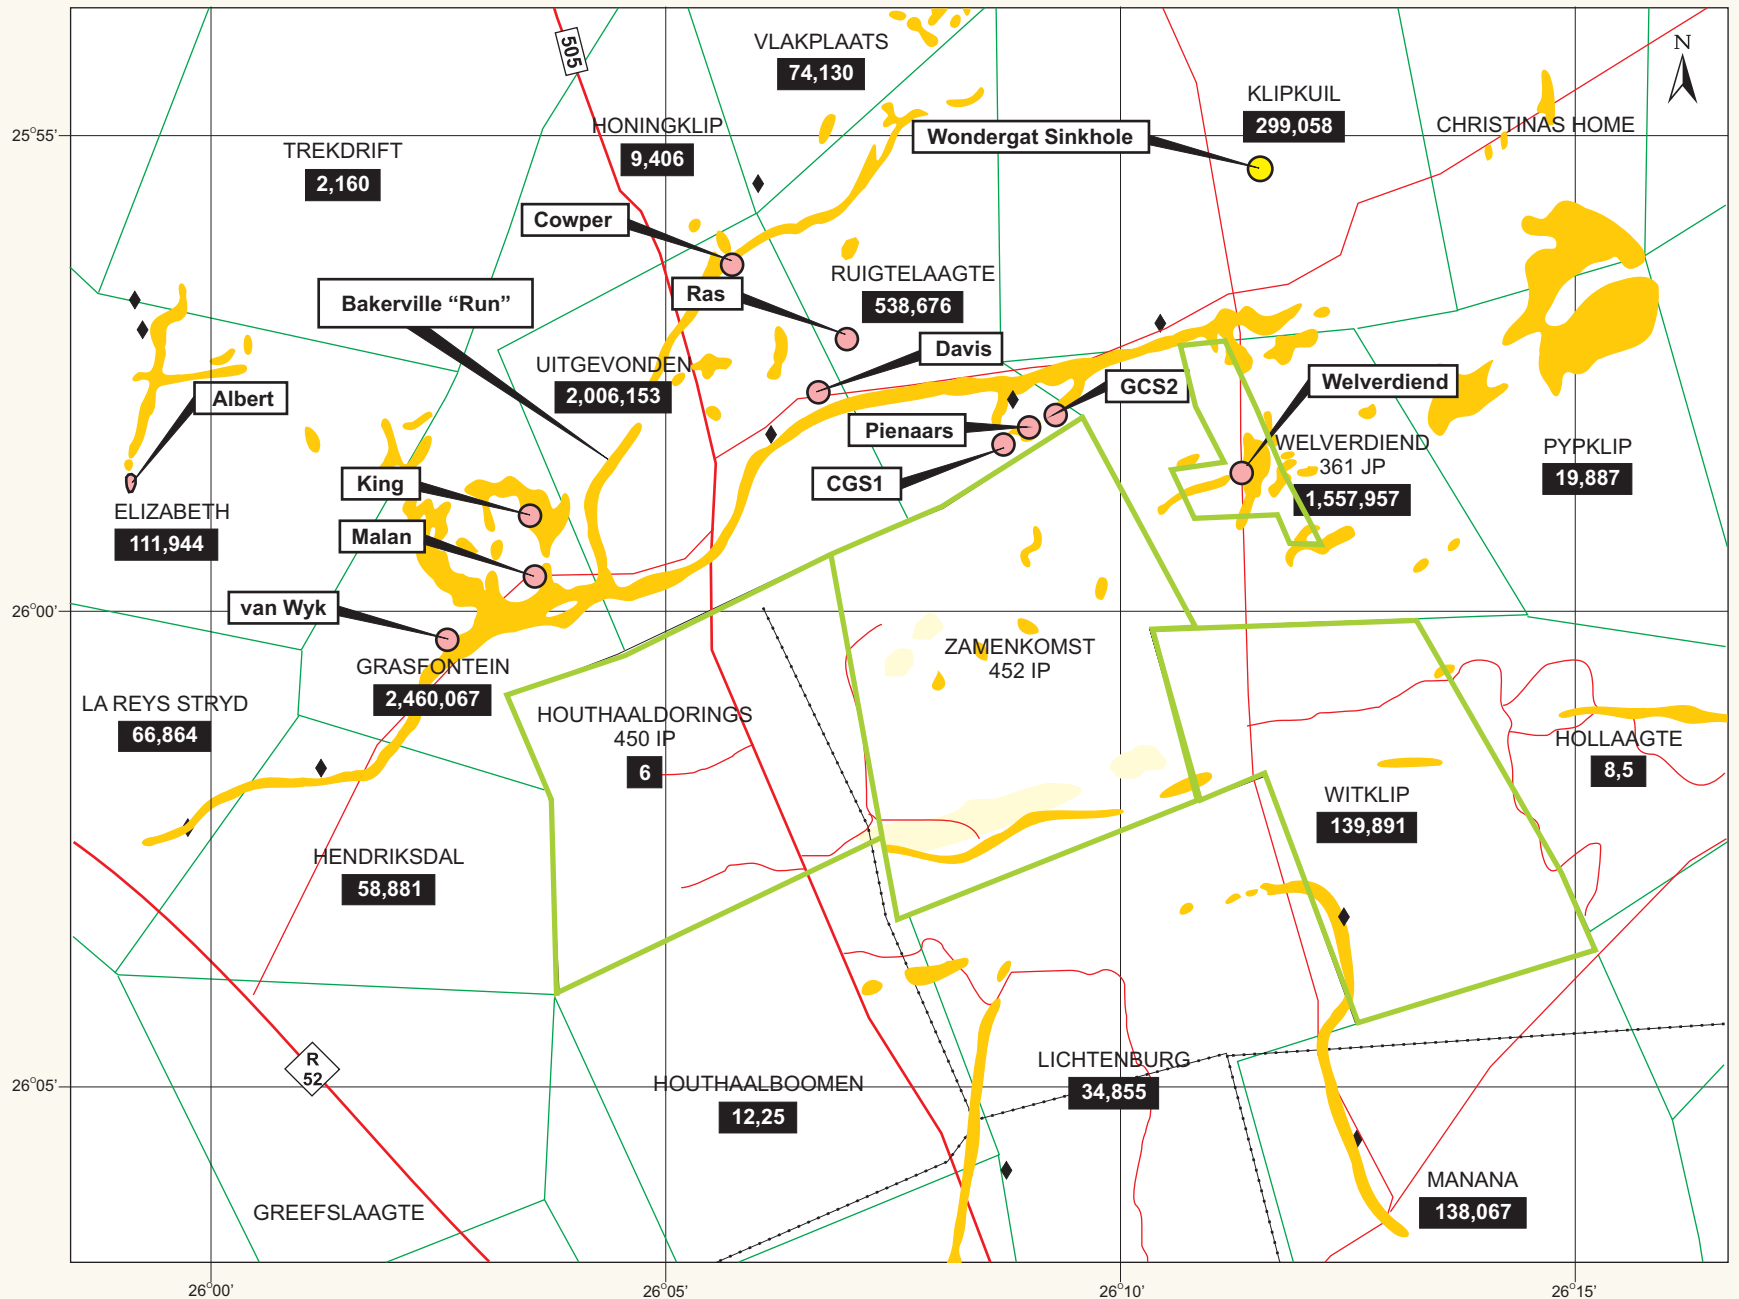 505
VLAKPLAATS
74,130
N
KLIPKUIL
299,058
CHRISTINAS HOME
HONINGKLIP
9,406
25°55'
Wondergat Sinkhole
TREKDRIFT
2,160
Cowper
Bakerville “Run”
Ras
RUIGTELAAGTE
538,676
Davis
UITGEVONDEN
2,006,153
GCS2
Welverdiend
Albert
Pienaars
WELVERDIEND
361 JP
1,557,957
PYPKLIP
19,887
King
CGS1
ELIZABETH
111,944
Malan
van Wyk
26°00'
GRASFONTEIN
2,460,067
ZAMENKOMST
452 IP
LA REYS STRYD
66,864
HOUTHAALDORINGS
450 IP
6
HOLLAAGTE
8,5
WITKLIP
139,891
HENDRIKSDAL
58,881
R
52
LICHTENBURG
34,855
26°05'
HOUTHAALBOOMEN
12,25
MANANA
138,067
GREEFSLAAGTE
26°00'
26°05'
26°10'
26°15'